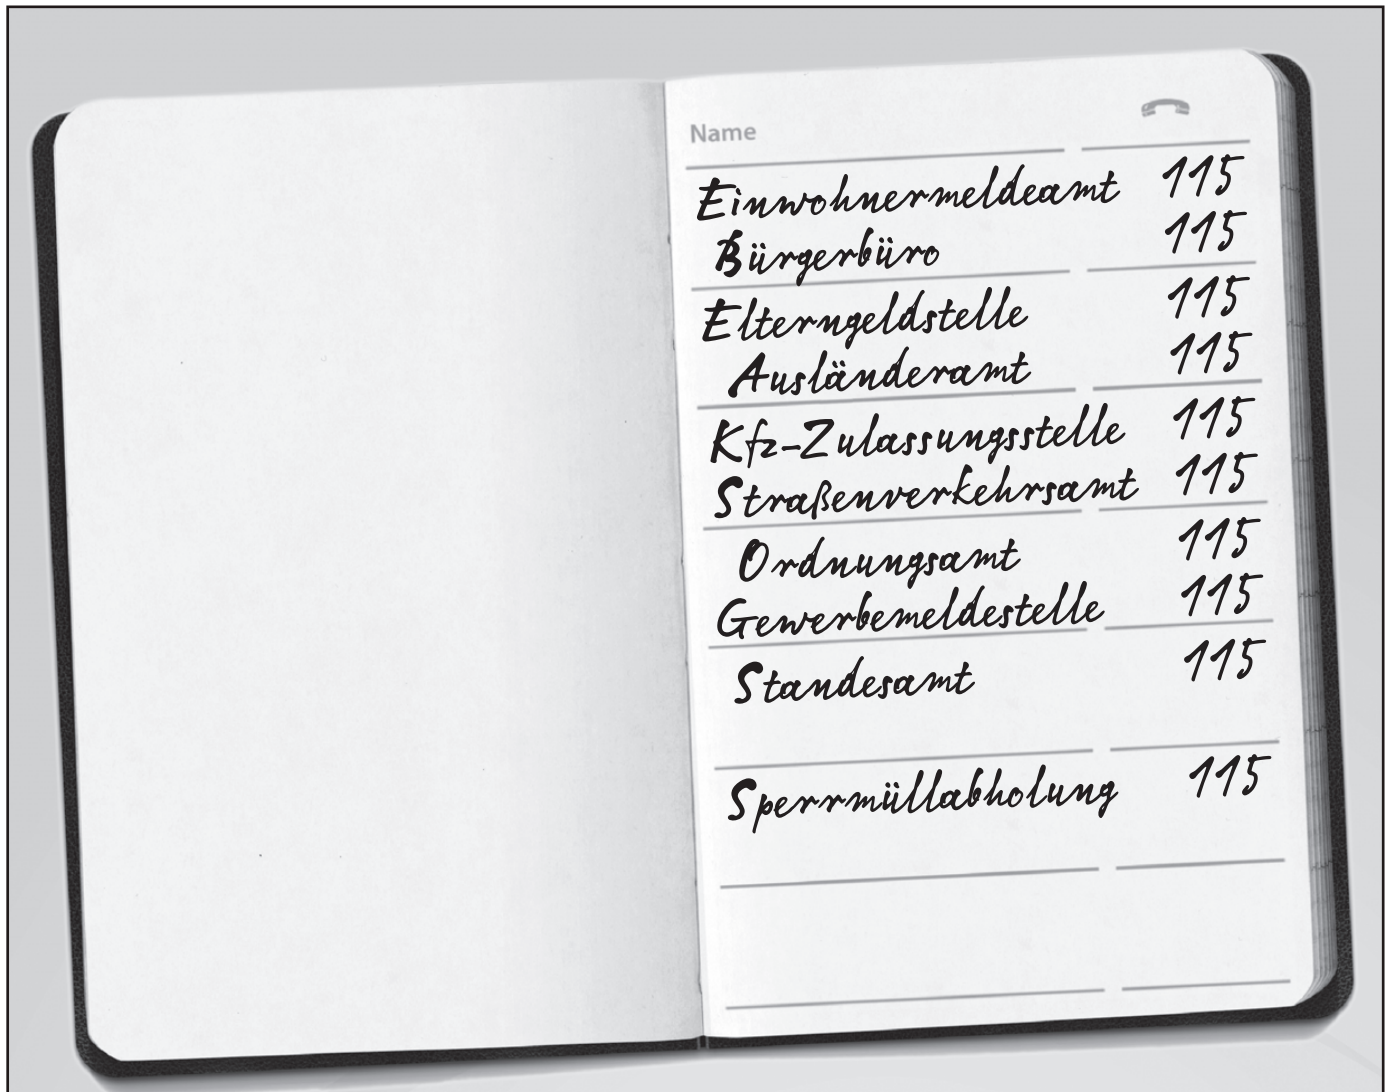 Name
Einwohnermeldeamt 115
Bürgerbüro 115
Elterngeldstelle 115
Ausländeramt 115
Kfz-Zulassungsstelle 115
Straßenverkehrsamt 115
Ordnungsamt 115
Gewerbemeldestelle 115
Standesamt 115
Sperrmüllabholung 115